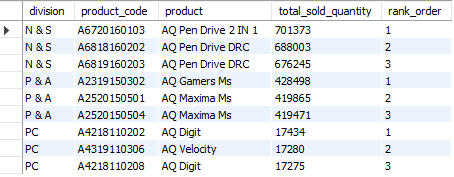 division product_code product total_sold_quantity rank_order
N & S A6720160103 AQ Pen Drive 2 IN 1 701373 1
N & S A6818160202 AQ Pen Drive DRC 688003 2
N & S A6819160203 AQ Pen Drive DRC 676245 3
P & A A2319150302 AQ Gamers Ms 428498 1
P & A A2520150501 AQ Maxima Ms 419865 2
P & A A2520150504 AQ Maxima Ms 419471 3
PC A4218110202 AQ Digit 17434 1
PC A4319110306 AQ Velocity 17280 2
PC A4218110208 AQ Digit 17275 3